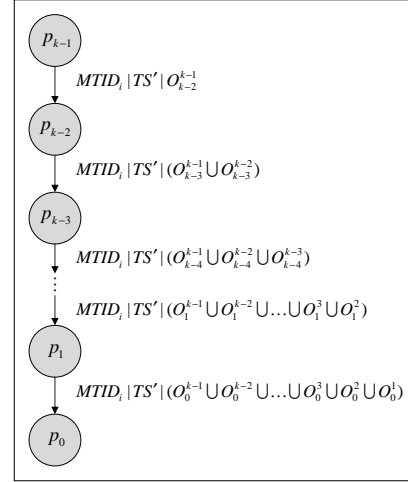 p_{k-1}
MTID_i | TS′ | O_{k-2}^{k-1}
p_{k-2}
MTID_i | TS′ | (O_{k-3}^{k-1} ∪ O_{k-3}^{k-2})
p_{k-3}
MTID_i | TS′ | (O_{k-4}^{k-1} ∪ O_{k-4}^{k-2} ∪ O_{k-4}^{k-3})
⋮
MTID_i | TS′ | (O_1^{k-1} ∪ O_1^{k-2} ∪ … ∪ O_1^3 ∪ O_1^2)
p_1
MTID_i | TS′ | (O_0^{k-1} ∪ O_0^{k-2} ∪ … ∪ O_0^3 ∪ O_0^2 ∪ O_0^1)
p_0